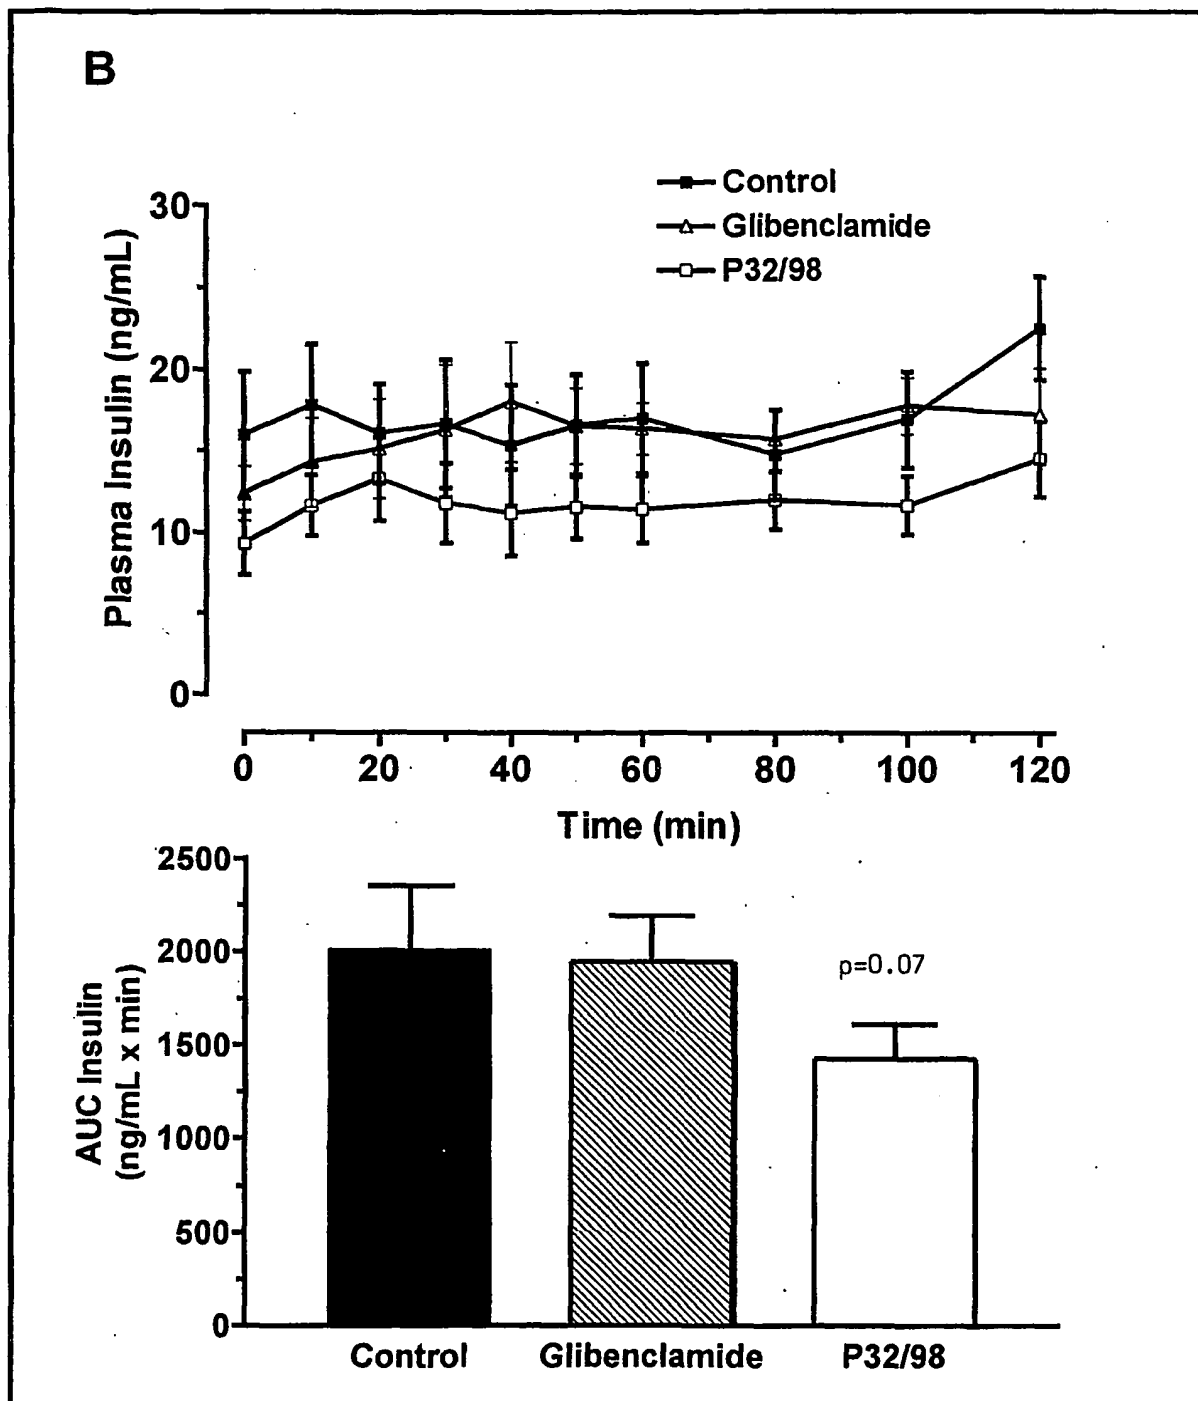 B
Control
Glibenclamide
P32/98
30
20
10
0
Plasma Insulin (ng/mL)
0 20 40 60 80 100 120
Time (min)
2500
2000
1500
1000
500
0
AUC Insulin
(ng/mL x min)
p=0.07
Control Glibenclamide P32/98